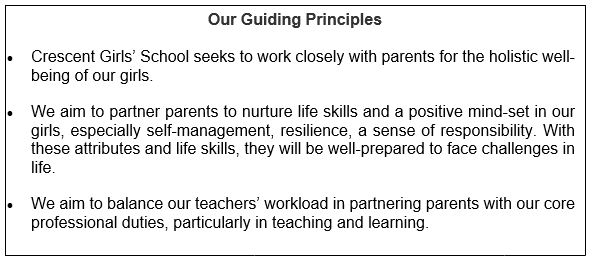 Our Guiding Principles
• Crescent Girls’ School seeks to work closely with parents for the holistic well-
being of our girls.
• We aim to partner parents to nurture life skills and a positive mind-set in our
girls, especially self-management, resilience, a sense of responsibility. With
these attributes and life skills, they will be well-prepared to face challenges in
life.
• We aim to balance our teachers’ workload in partnering parents with our core
professional duties, particularly in teaching and learning.